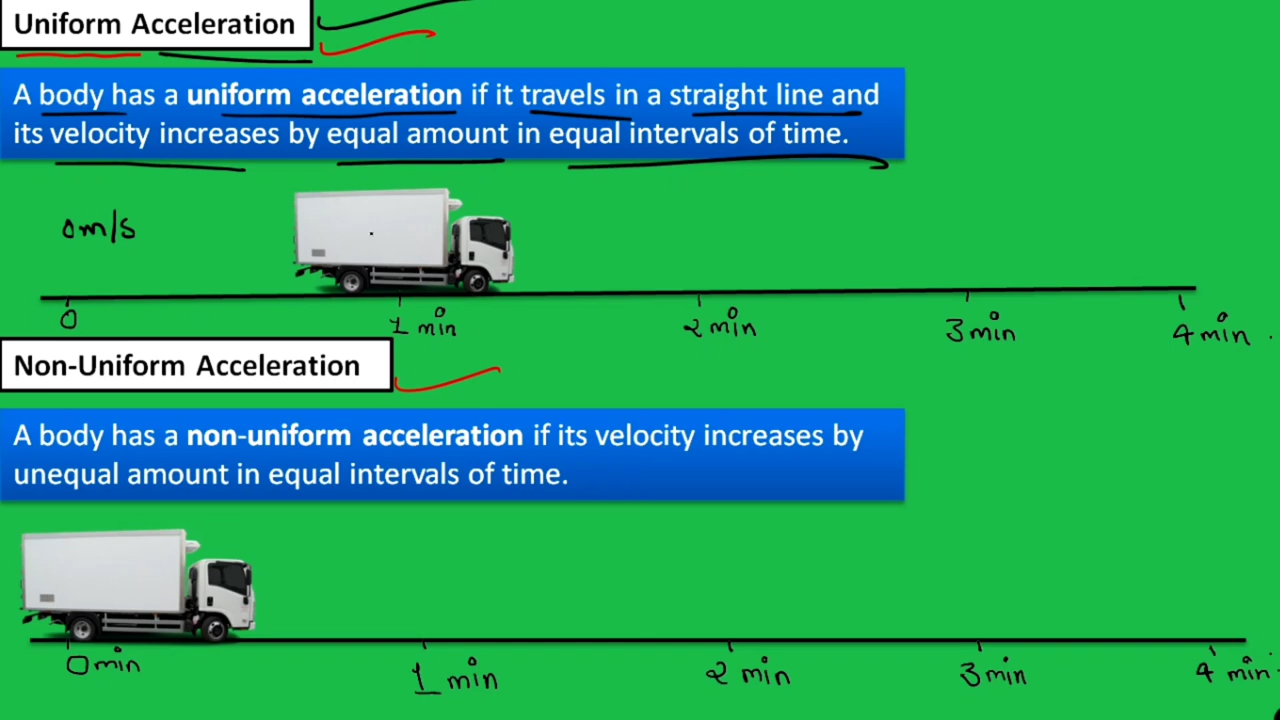 Uniform Acceleration
A body has a uniform acceleration if it travels in a straight line and
its velocity increases by equal amount in equal intervals of time.
0m/s
0 1 min 2 min 3 min 4 min
Non-Uniform Acceleration
A body has a non-uniform acceleration if its velocity increases by
unequal amount in equal intervals of time.
0 min 1 min 2 min 3 min 4 min